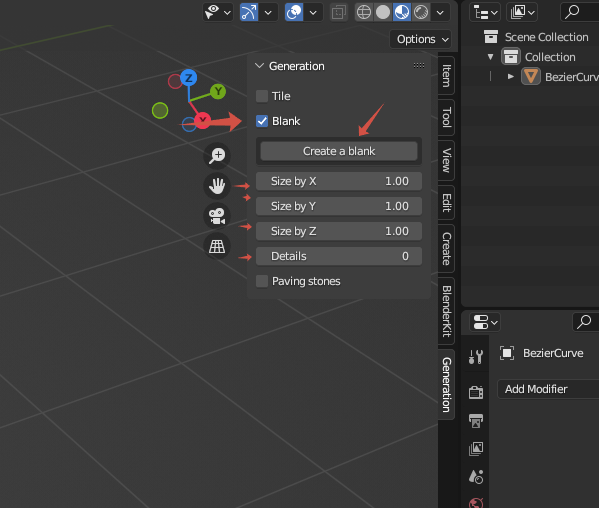 Options
Scene Collection
Collection
BezierCurv
Generation
Tile
Blank
Create a blank
Size by X 1.00
Size by Y 1.00
Size by Z 1.00
Details 0
Paving stones
Z
Y
Item
Tool
View
Edit
Create
BlenderKit
Generation
BezierCurve
Add Modifier